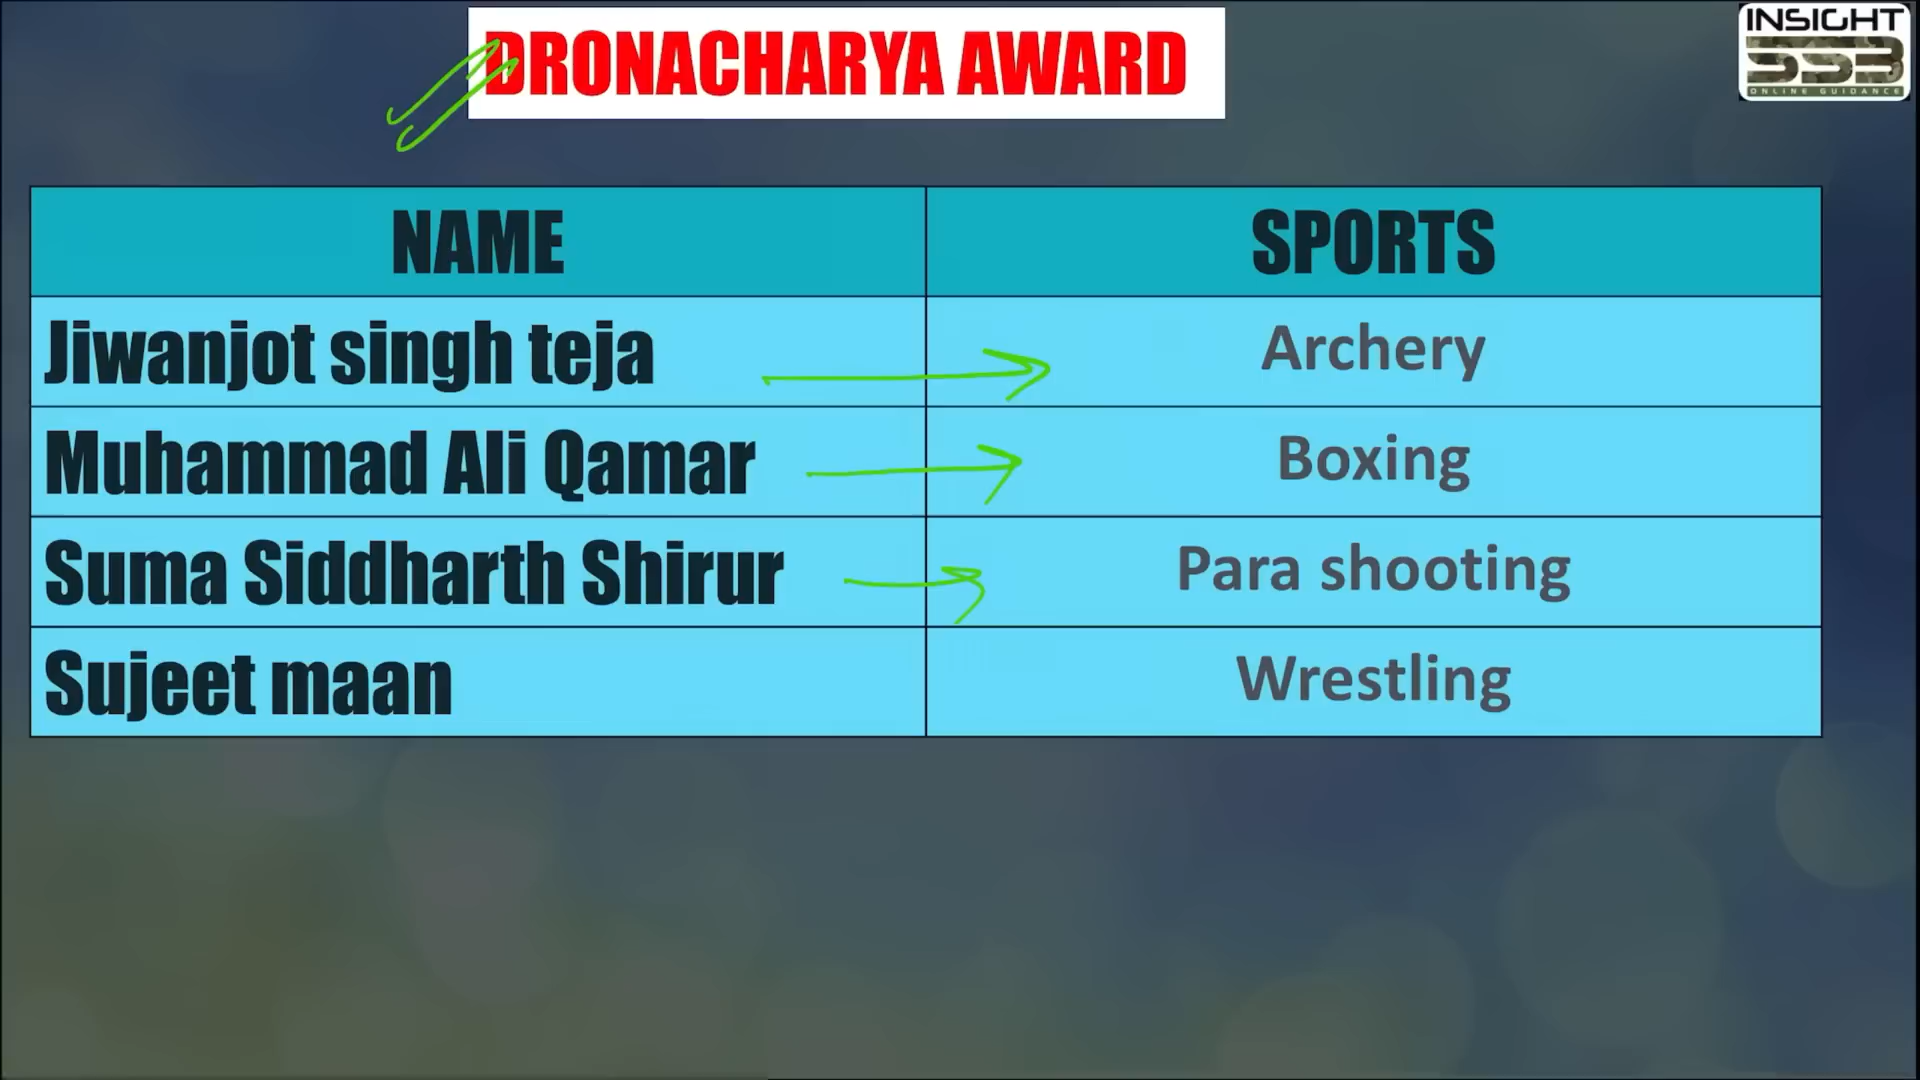 DRONACHARYA AWARD
INSIGHT
SSB
ONLINE GUIDANCE
NAME SPORTS
Jiwanjot singh teja Archery
Muhammad Ali Qamar Boxing
Suma Siddharth Shirur Para shooting
Sujeet maan Wrestling